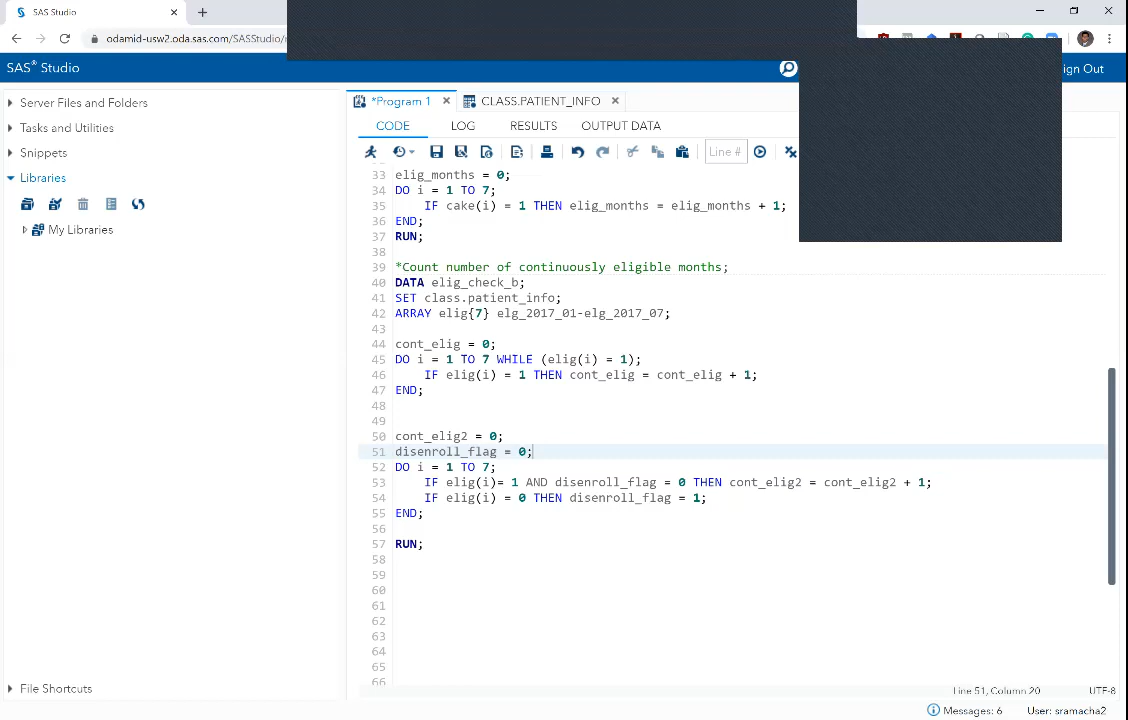 SAS Studio
odamid-usw2.oda.sas.com/SASStudio/
SAS® Studio
ign Out
Server Files and Folders
Tasks and Utilities
Snippets
Libraries
My Libraries
File Shortcuts
*Program 1
CLASS.PATIENT_INFO
CODE LOG RESULTS OUTPUT DATA
Line #
33 elig_months = 0;
34 DO i = 1 TO 7;
35 IF cake(i) = 1 THEN elig_months = elig_months + 1;
36 END;
37 RUN;
38
39 *Count number of continuously eligible months;
40 DATA elig_check_b;
41 SET class.patient_info;
42 ARRAY elig{7} elg_2017_01-elg_2017_07;
43
44 cont_elig = 0;
45 DO i = 1 TO 7 WHILE (elig(i) = 1);
46 IF elig(i) = 1 THEN cont_elig = cont_elig + 1;
47 END;
48
49
50 cont_elig2 = 0;
51 disenroll_flag = 0;
52 DO i = 1 TO 7;
53 IF elig(i)= 1 AND disenroll_flag = 0 THEN cont_elig2 = cont_elig2 + 1;
54 IF elig(i) = 0 THEN disenroll_flag = 1;
55 END;
56
57 RUN;
58
59
60
61
62
63
64
65
66
Line 51, Column 20
UTF-8
Messages: 6
User: sramacha2